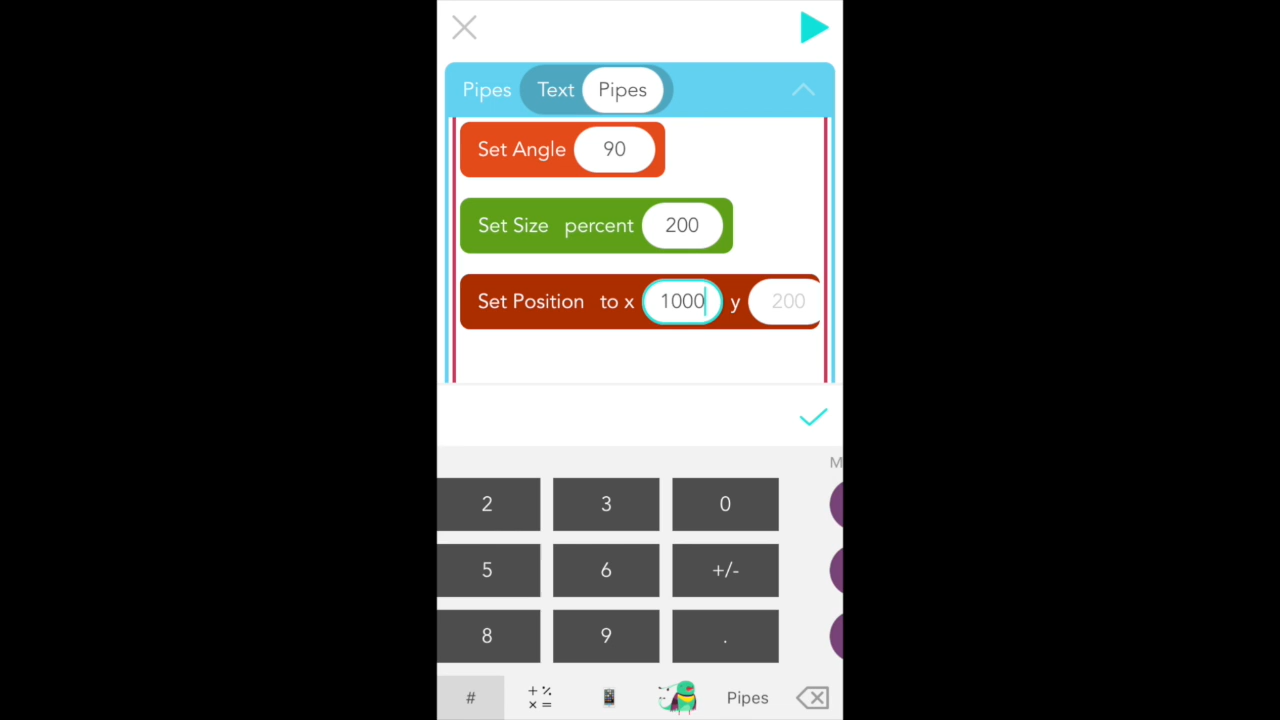 Pipes Text Pipes
Set Angle 90
Set Size percent 200
Set Position to x 1000 y 200
M
2 3 0
5 6 +/-
8 9 .
# + % × = Pipes